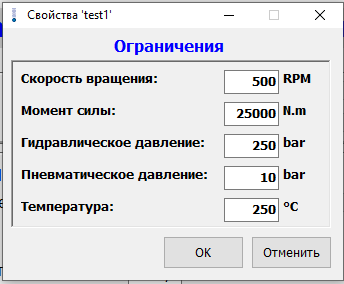 Свойства 'test1'
Ограничения
Скорость вращения: 500 RPM
Момент силы: 25000 N.m
Гидравлическое давление: 250 bar
Пневматическое давление: 10 bar
Температура: 250 °C
OK Отменить